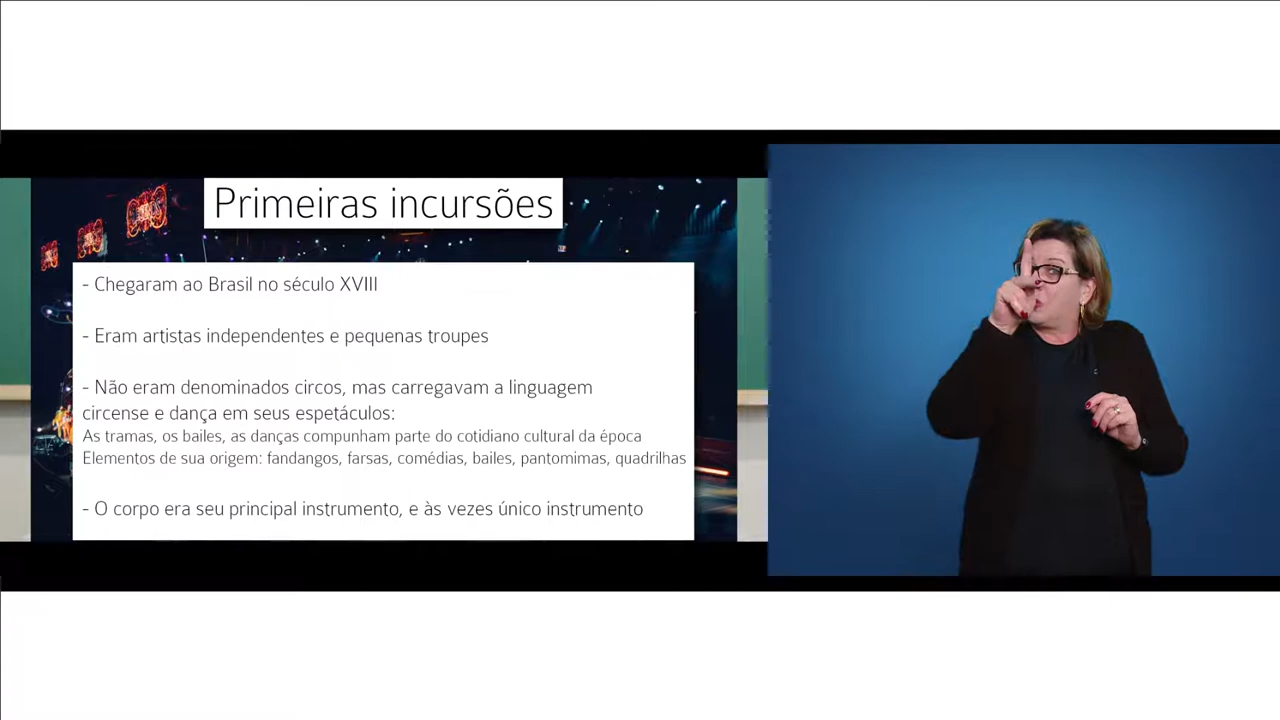 Primeiras incursões
- Chegaram ao Brasil no século XVIII
- Eram artistas independentes e pequenas troupes
- Não eram denominados circos, mas carregavam a linguagem
circense e dança em seus espetáculos:
As tramas, os bailes, as danças compunham parte do cotidiano cultural da época
Elementos de sua origem: fandangos, farsas, comédias, bailes, pantomimas, quadrilhas
- O corpo era seu principal instrumento, e às vezes único instrumento